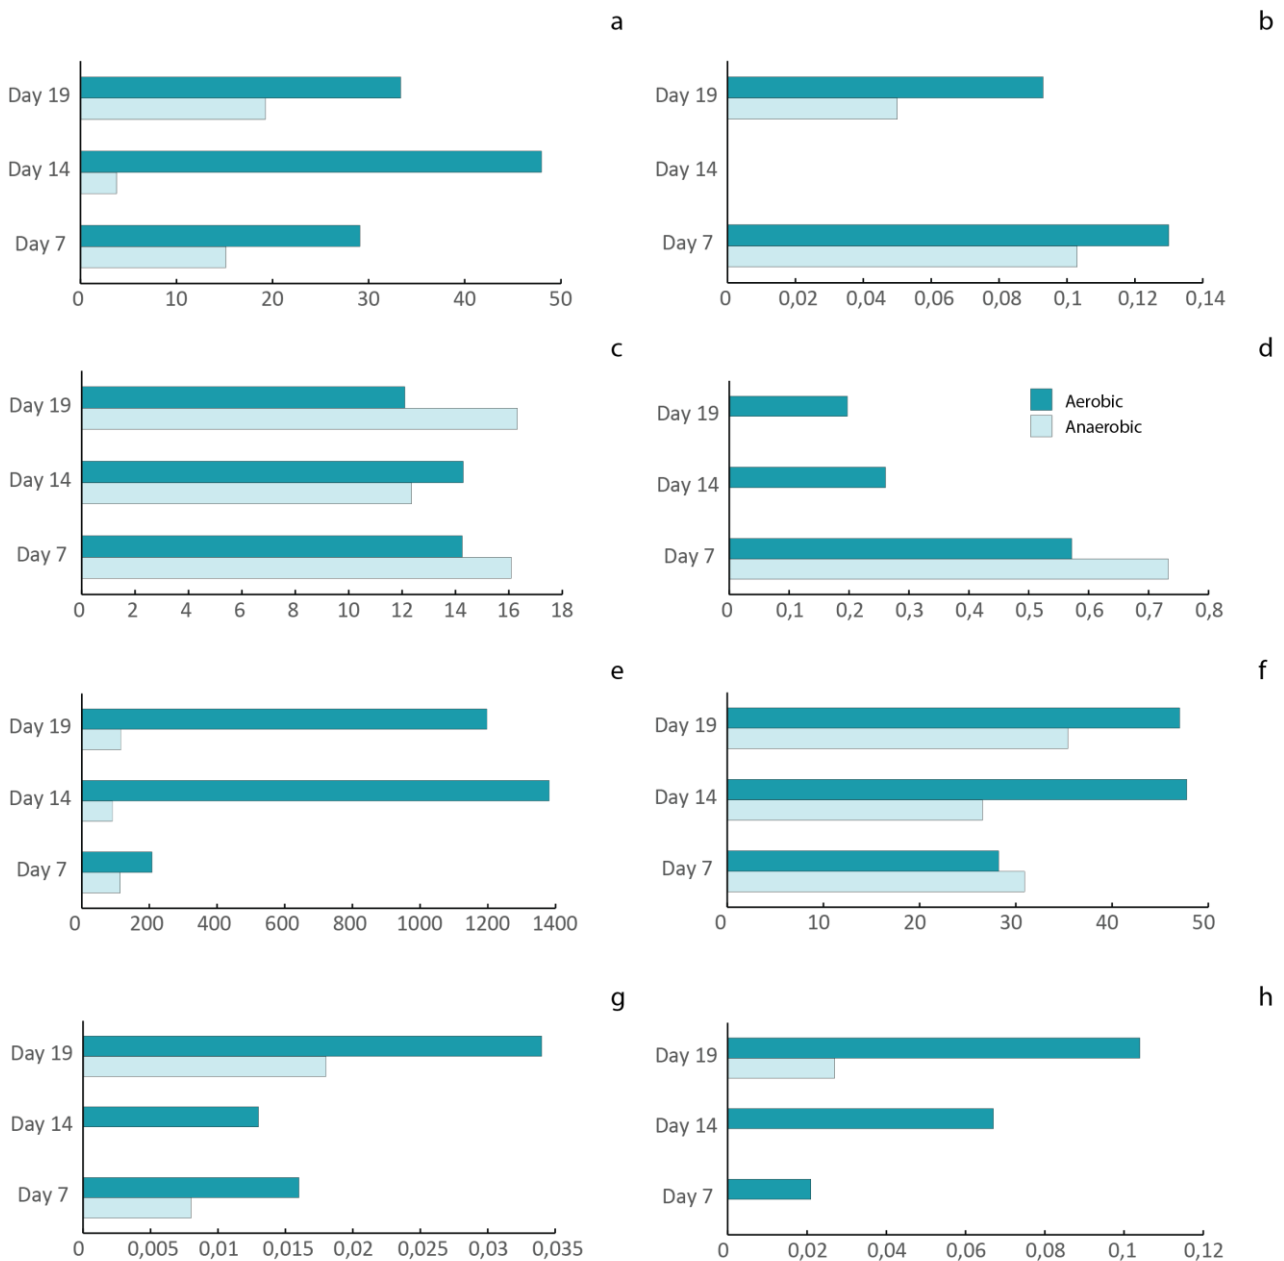 a
Day 19
Day 14
Day 7
0 10 20 30 40 50
b
Day 19
Day 14
Day 7
0 0,02 0,04 0,06 0,08 0,1 0,12 0,14
c
Day 19
Day 14
Day 7
0 2 4 6 8 10 12 14 16 18
d
Day 19
Day 14
Day 7
Aerobic
Anaerobic
0 0,1 0,2 0,3 0,4 0,5 0,6 0,7 0,8
e
Day 19
Day 14
Day 7
0 200 400 600 800 1000 1200 1400
f
Day 19
Day 14
Day 7
0 10 20 30 40 50
g
Day 19
Day 14
Day 7
0 0,005 0,01 0,015 0,02 0,025 0,03 0,035
h
Day 19
Day 14
Day 7
0 0,02 0,04 0,06 0,08 0,1 0,12